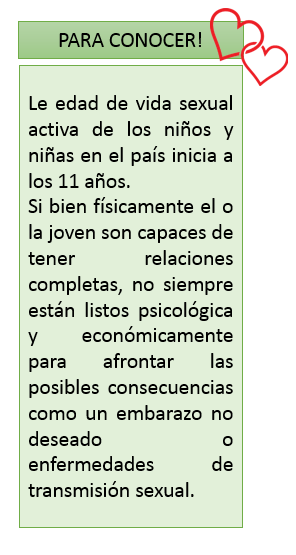 PARA CONOCER!
Le edad de vida sexual
activa de los niños y
niñas en el país inicia a
los 11 años.
Si bien físicamente el o
la joven son capaces de
tener relaciones
completas, no siempre
están listos psicológica
y económicamente
para afrontar las
posibles consecuencias
como un embarazo no
deseado o
enfermedades de
transmisión sexual.